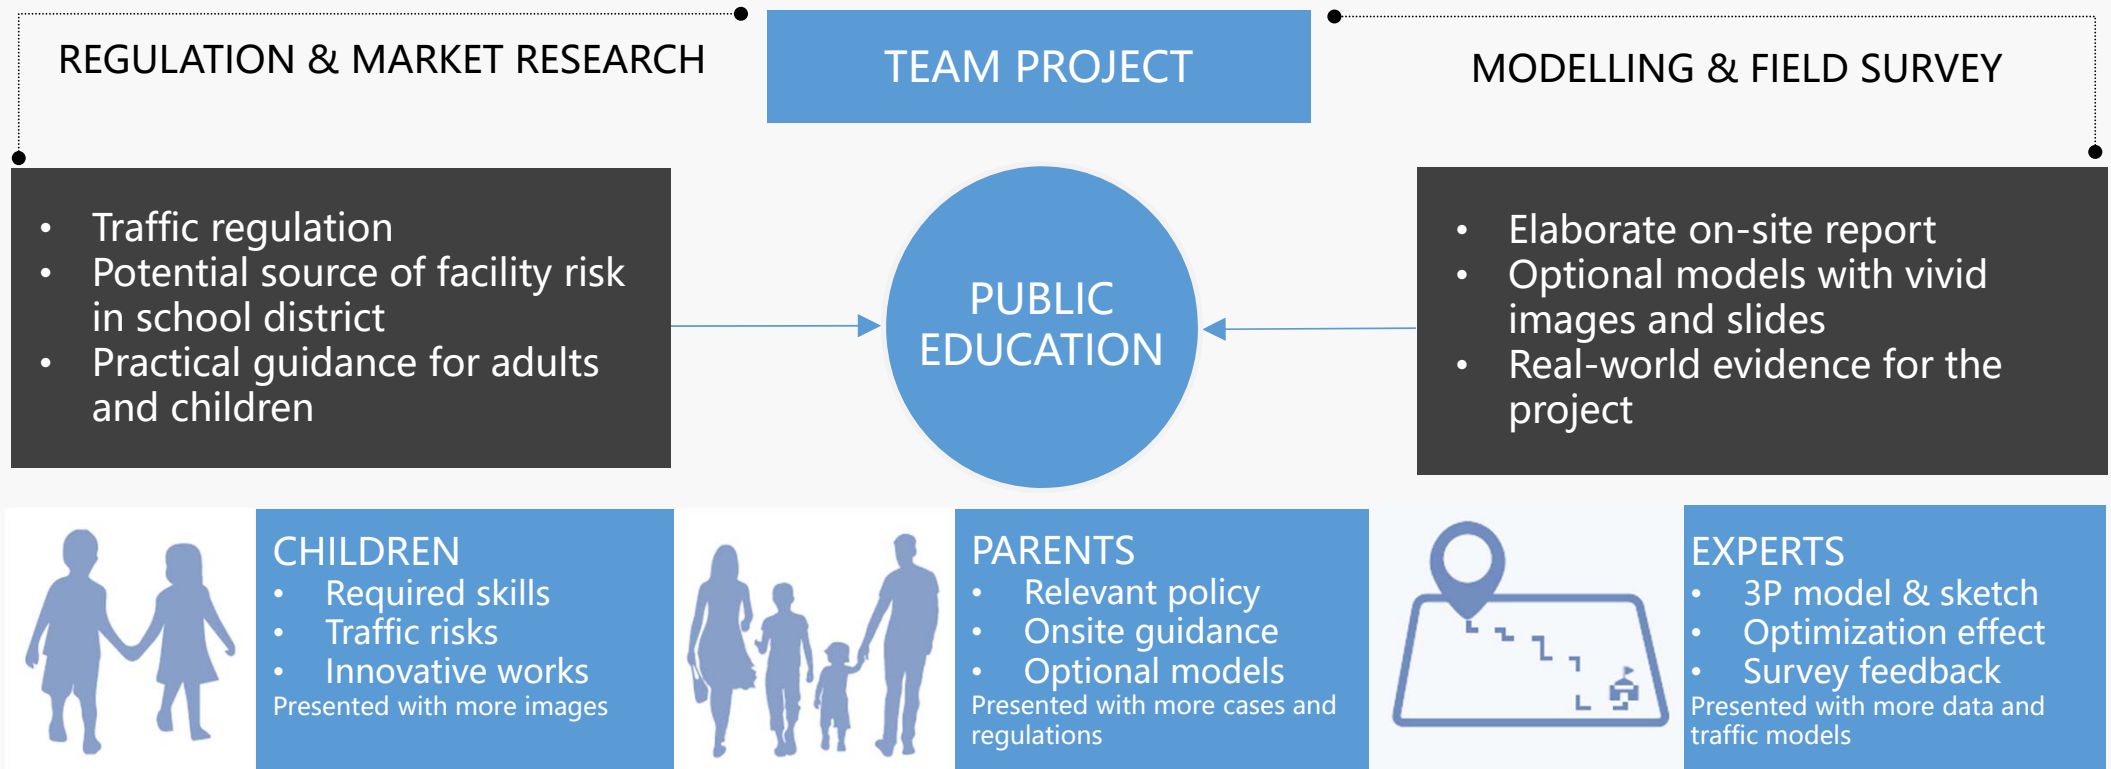 REGULATION & MARKET RESEARCH
TEAM PROJECT
MODELLING & FIELD SURVEY
• Traffic regulation
• Potential source of facility risk
in school district
• Practical guidance for adults
and children
PUBLIC
EDUCATION
• Elaborate on-site report
• Optional models with vivid
images and slides
• Real-world evidence for the
project
CHILDREN
• Required skills
• Traffic risks
• Innovative works
Presented with more images
PARENTS
• Relevant policy
• Onsite guidance
• Optional models
Presented with more cases and
regulations
EXPERTS
• 3P model & sketch
• Optimization effect
• Survey feedback
Presented with more data and
traffic models